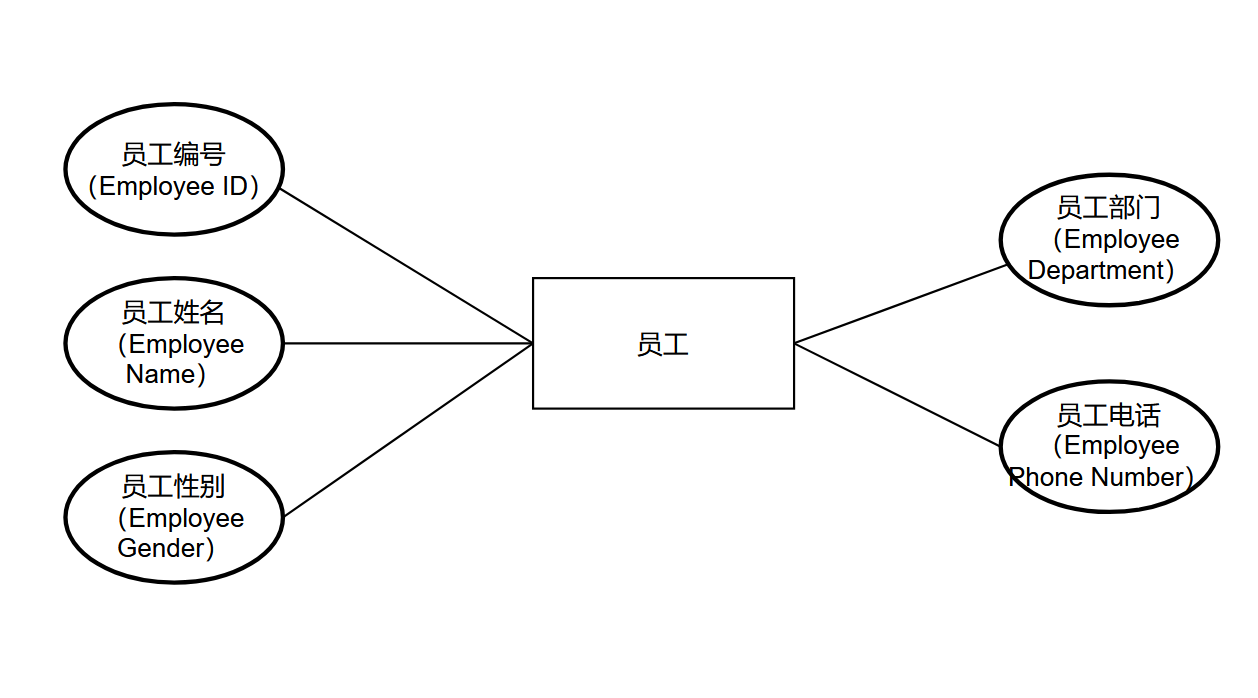 员工编号
（Employee ID）
员工姓名
（Employee
Name）
员工性别
（Employee
Gender）
员工
员工部门
（Employee
Department）
员工电话
（Employee
Phone Number）